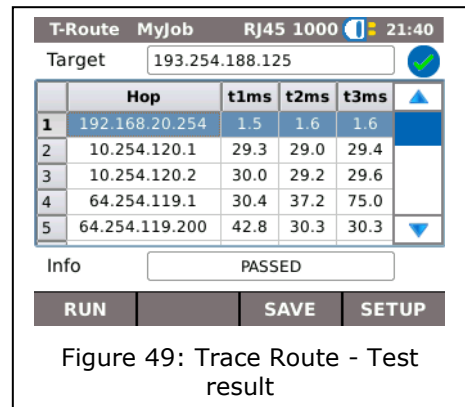 T-Route MyJob RJ45 1000 21:40
Target 193.254.188.125
Hop t1ms t2ms t3ms
1 192.168.20.254 1.5 1.6 1.6
2 10.254.120.1 29.3 29.0 29.4
3 10.254.120.2 30.0 29.2 29.6
4 64.254.119.1 30.4 37.2 75.0
5 64.254.119.200 42.8 30.3 30.3
Info PASSED
RUN SAVE SETUP
Figure 49: Trace Route - Test
result